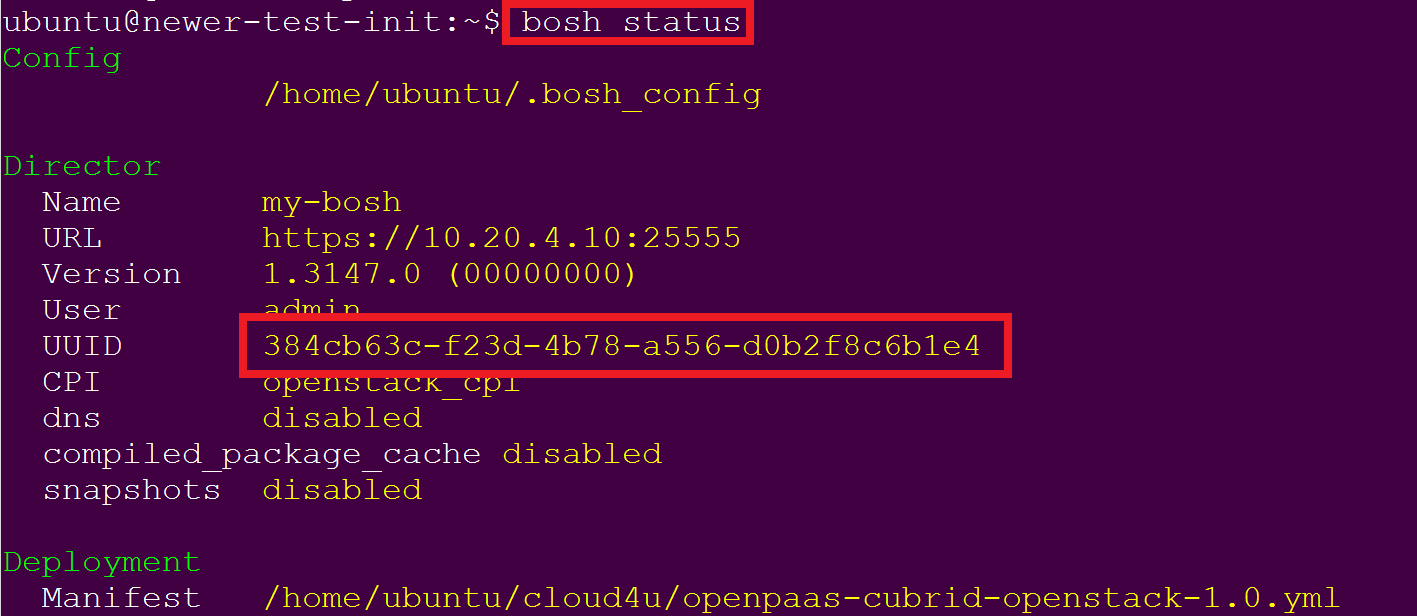 ubuntu@newer-test-init:~$ bosh status
Config
/home/ubuntu/.bosh_config
Director
Name my-bosh
URL https://10.20.4.10:25555
Version 1.3147.0 (00000000)
User admin
UUID 384cb63c-f23d-4b78-a556-d0b2f8c6b1e4
CPI openstack_cpi
dns disabled
compiled_package_cache disabled
snapshots disabled
Deployment
Manifest /home/ubuntu/cloud4u/openpaas-cubrid-openstack-1.0.yml